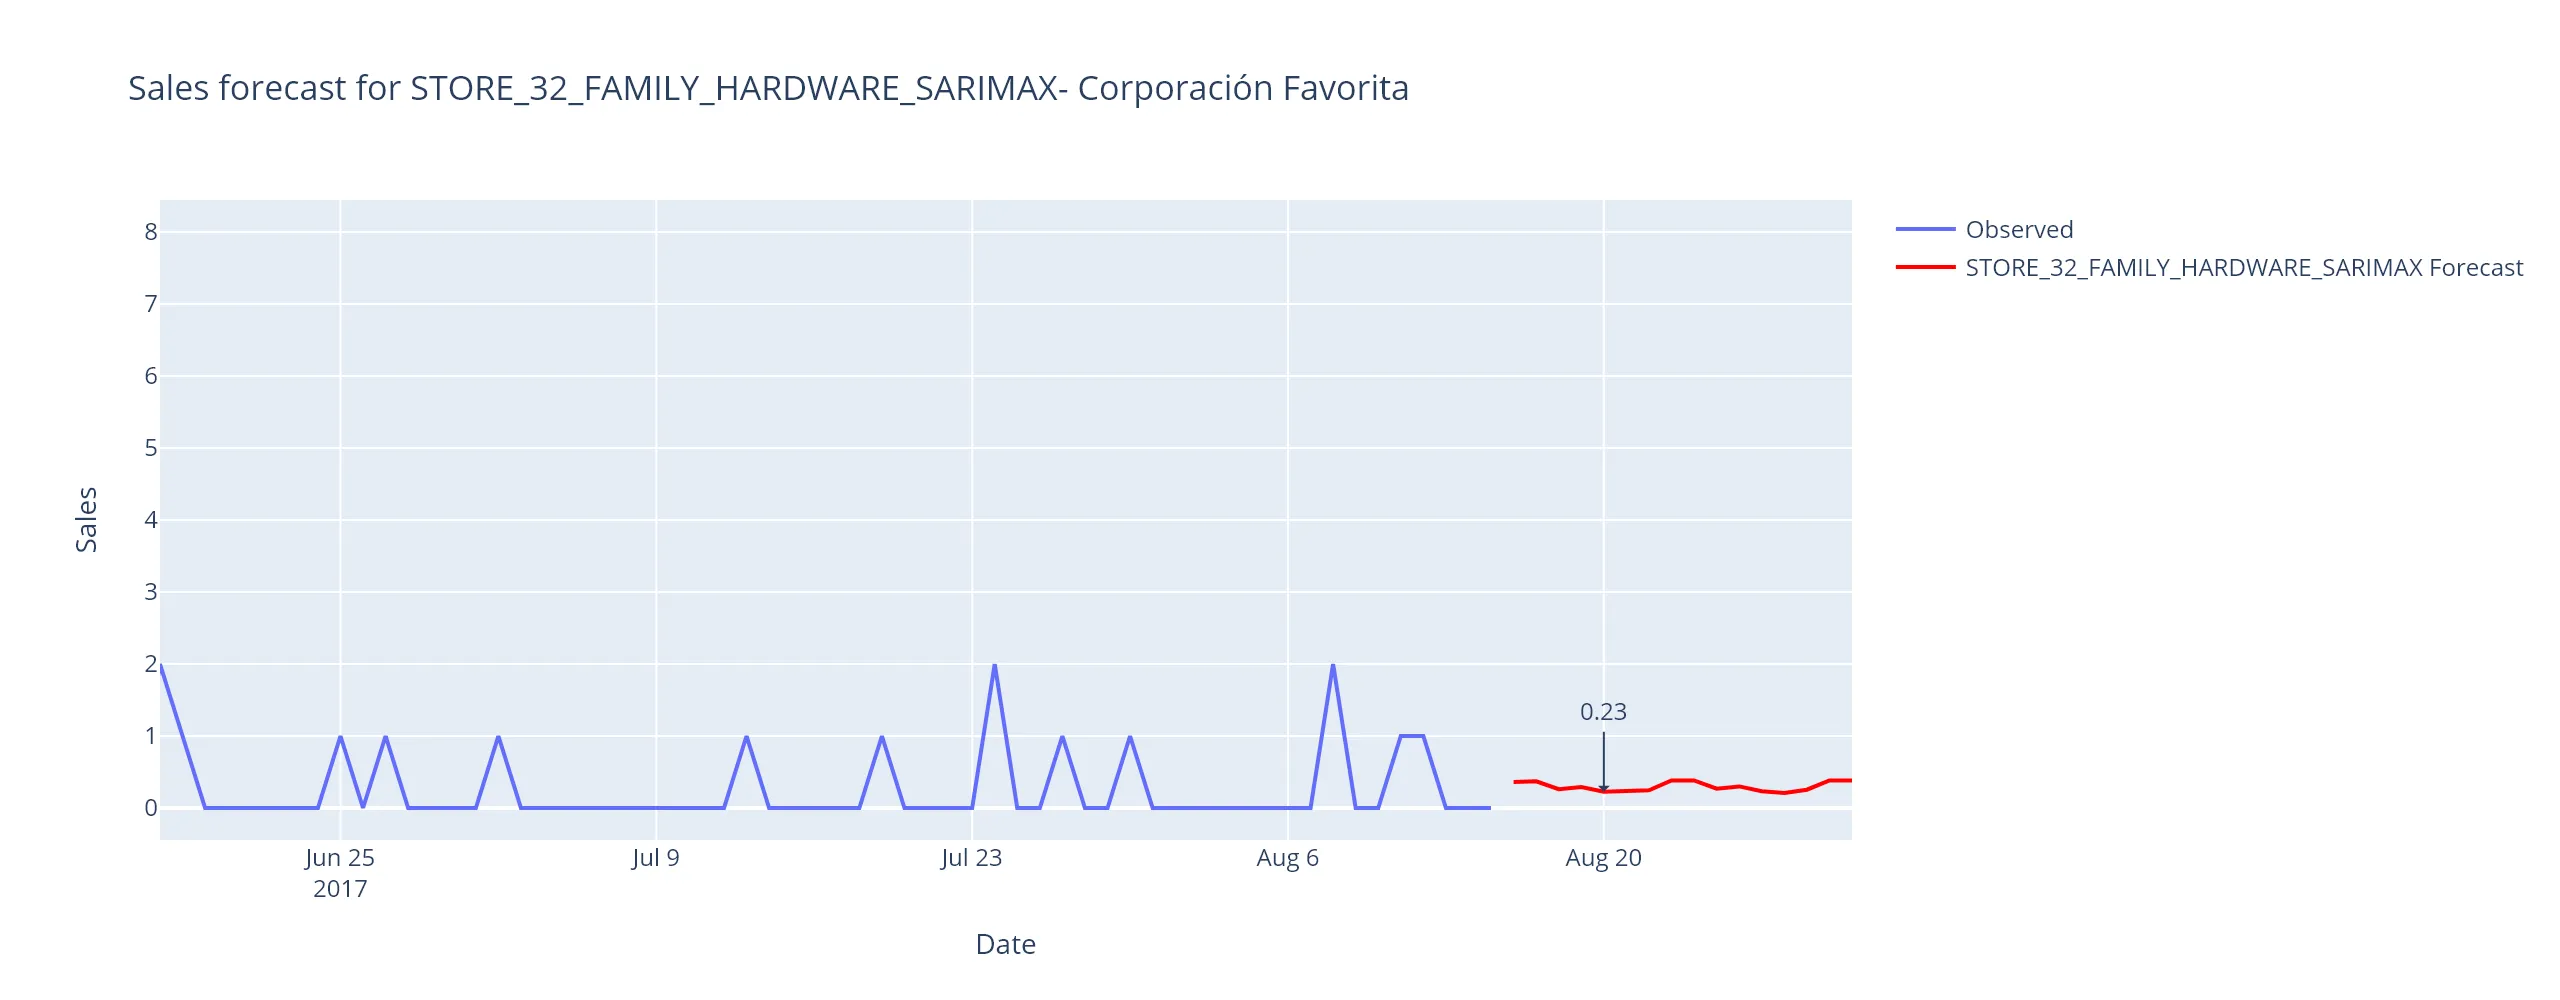 Sales forecast for STORE_32_FAMILY_HARDWARE_SARIMAX- Corporación Favorita
Observed
STORE_32_FAMILY_HARDWARE_SARIMAX Forecast
8
7
6
5
4
3
2
1
0
Sales
0.23
Jun 25
2017
Jul 9
Jul 23
Aug 6
Aug 20
Date